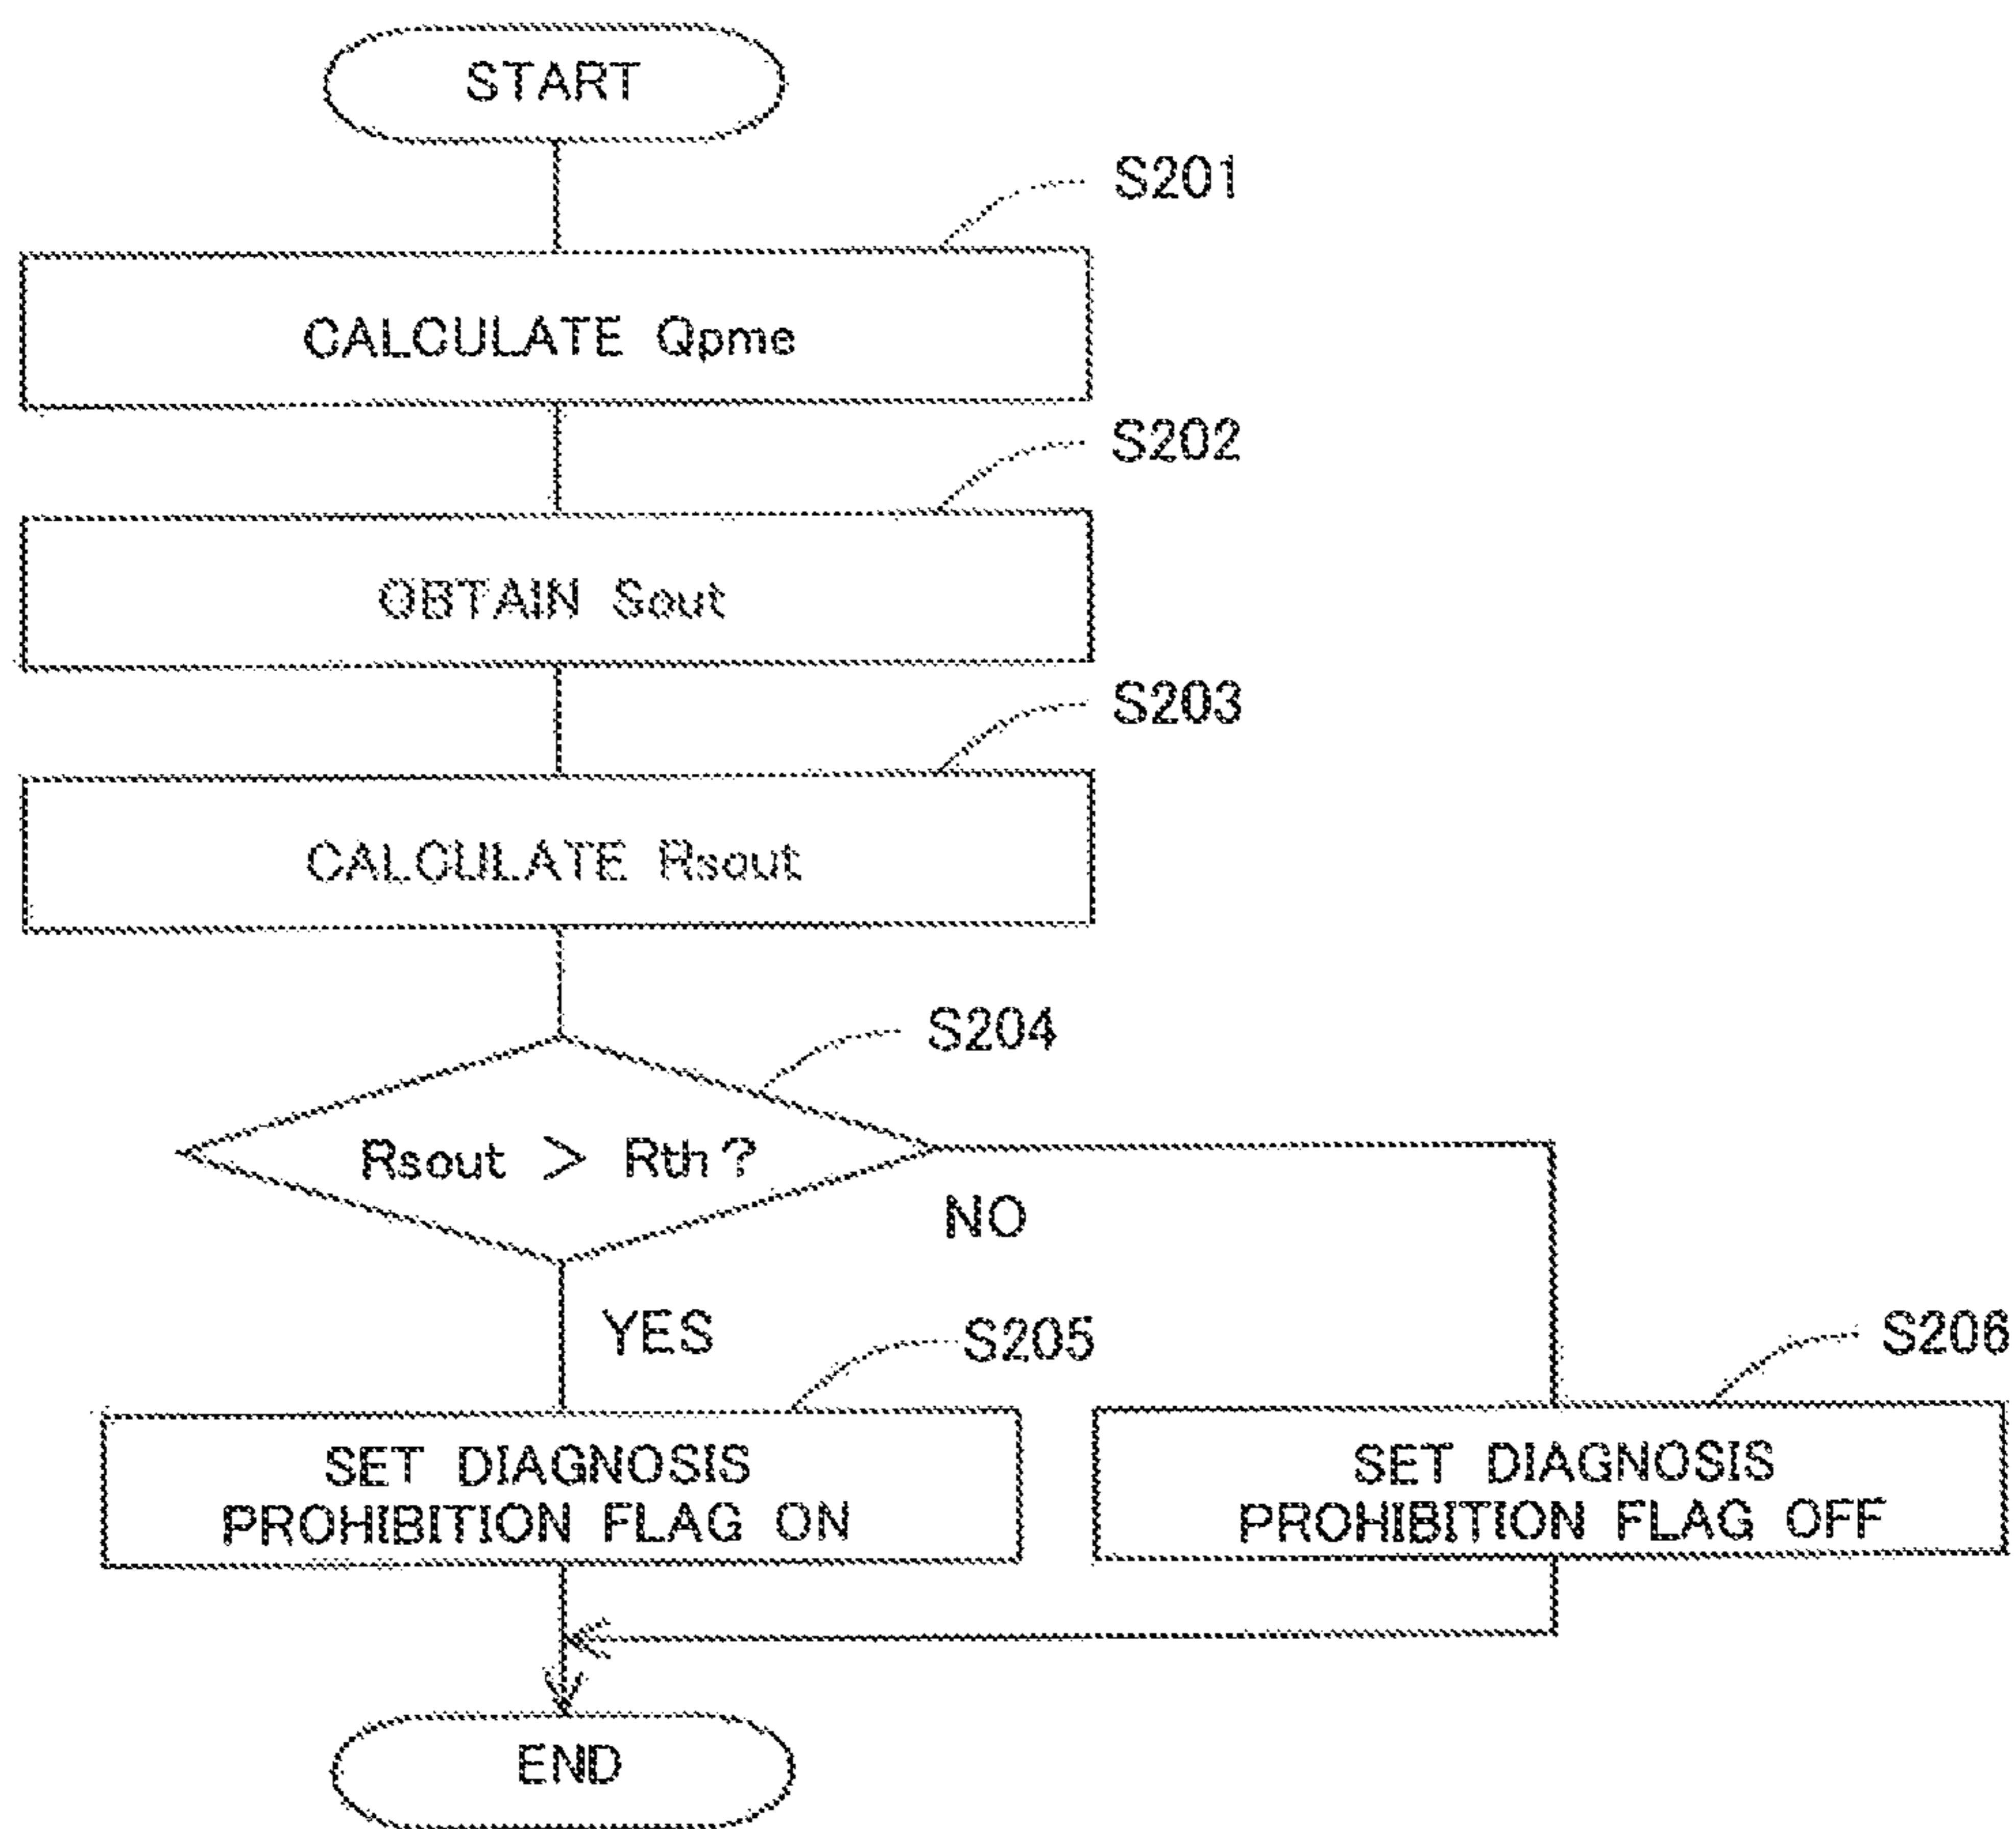 START
S201
CALCULATE Qpme
S202
OBTAIN Sout
S203
CALCULATE Rsout
S204
Rsout > Rth?
NO
YES
S205
S206
SET DIAGNOSIS
PROHIBITION FLAG ON
SET DIAGNOSIS
PROHIBITION FLAG OFF
END